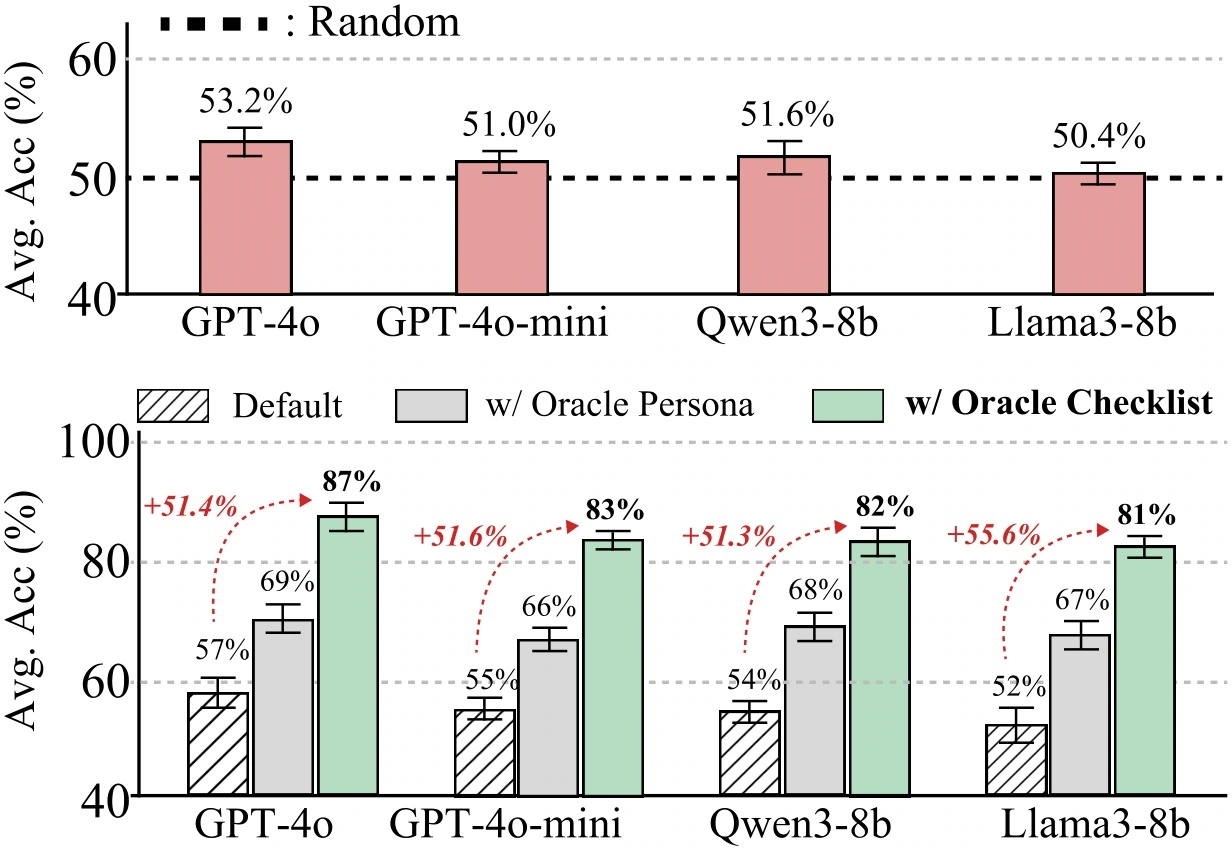 : Random
Avg. Acc (%)
60
50
40
53.2%
51.0%
51.6%
50.4%
GPT-4o
GPT-4o-mini
Qwen3-8b
Llama3-8b
Default
w/ Oracle Persona
w/ Oracle Checklist
Avg. Acc (%)
100
80
60
40
+51.4%
57%
69%
87%
+51.6%
55%
66%
83%
+51.3%
54%
68%
82%
+55.6%
52%
67%
81%
GPT-4o
GPT-4o-mini
Qwen3-8b
Llama3-8b